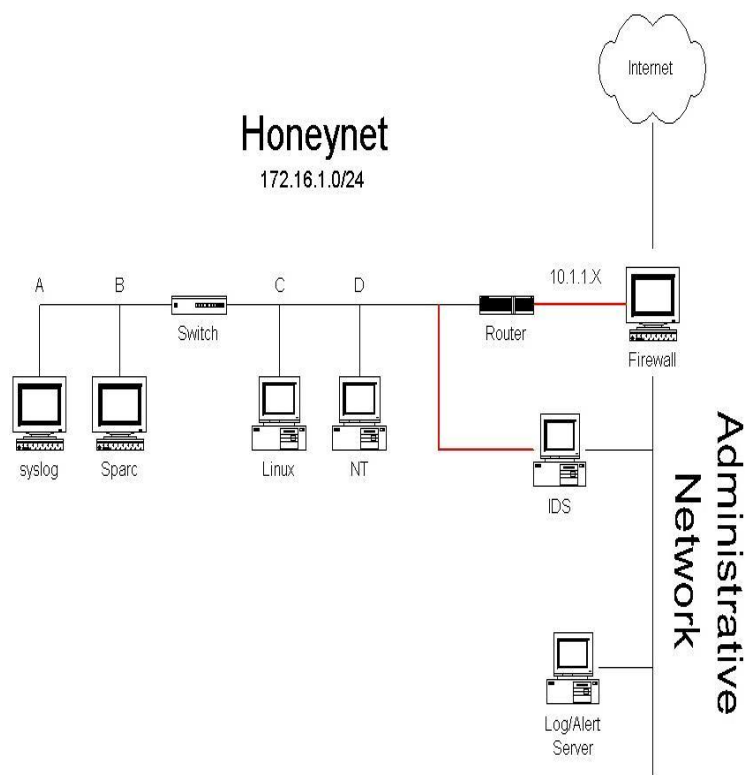 Internet
Honeynet
172.16.1.0/24
10.1.1.X
A
B
C
D
Switch
Router
Firewall
syslog
Sparc
Linux
NT
IDS
Administrative
Network
Log/Alert
Server